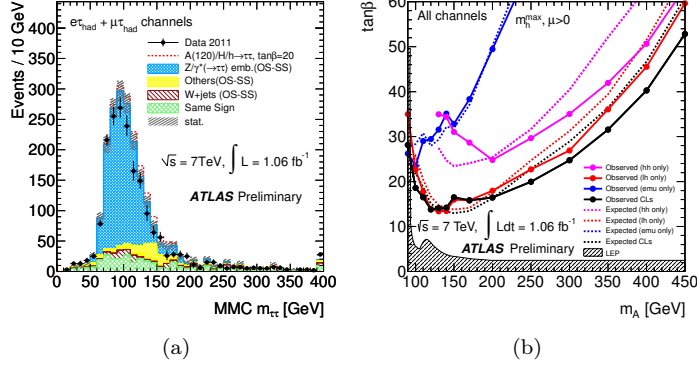 eτhad + μτhad channels
Events / 10 GeV
400
350
300
250
200
150
100
50
0
Data 2011
A(120)/H/h→ττ, tanβ=20
Z/γ*(→ττ) emb.(OS-SS)
Others(OS-SS)
W+jets (OS-SS)
Same Sign
stat.
√s = 7TeV, ∫ L = 1.06 fb⁻¹
ATLAS Preliminary
0 50 100 150 200 250 300 350 400
MMC mττ [GeV]
(a)
tanβ
60
50
40
30
20
10
0
All channels
mhmax, μ>0
Observed (hh only)
Observed (lh only)
Observed (emu only)
Observed CLs
Expected (hh only)
Expected (lh only)
Expected (emu only)
Expected CLs
LEP
√s = 7 TeV, ∫ Ldt = 1.06 fb⁻¹
ATLAS Preliminary
100 150 200 250 300 350 400 450
mA [GeV]
(b)